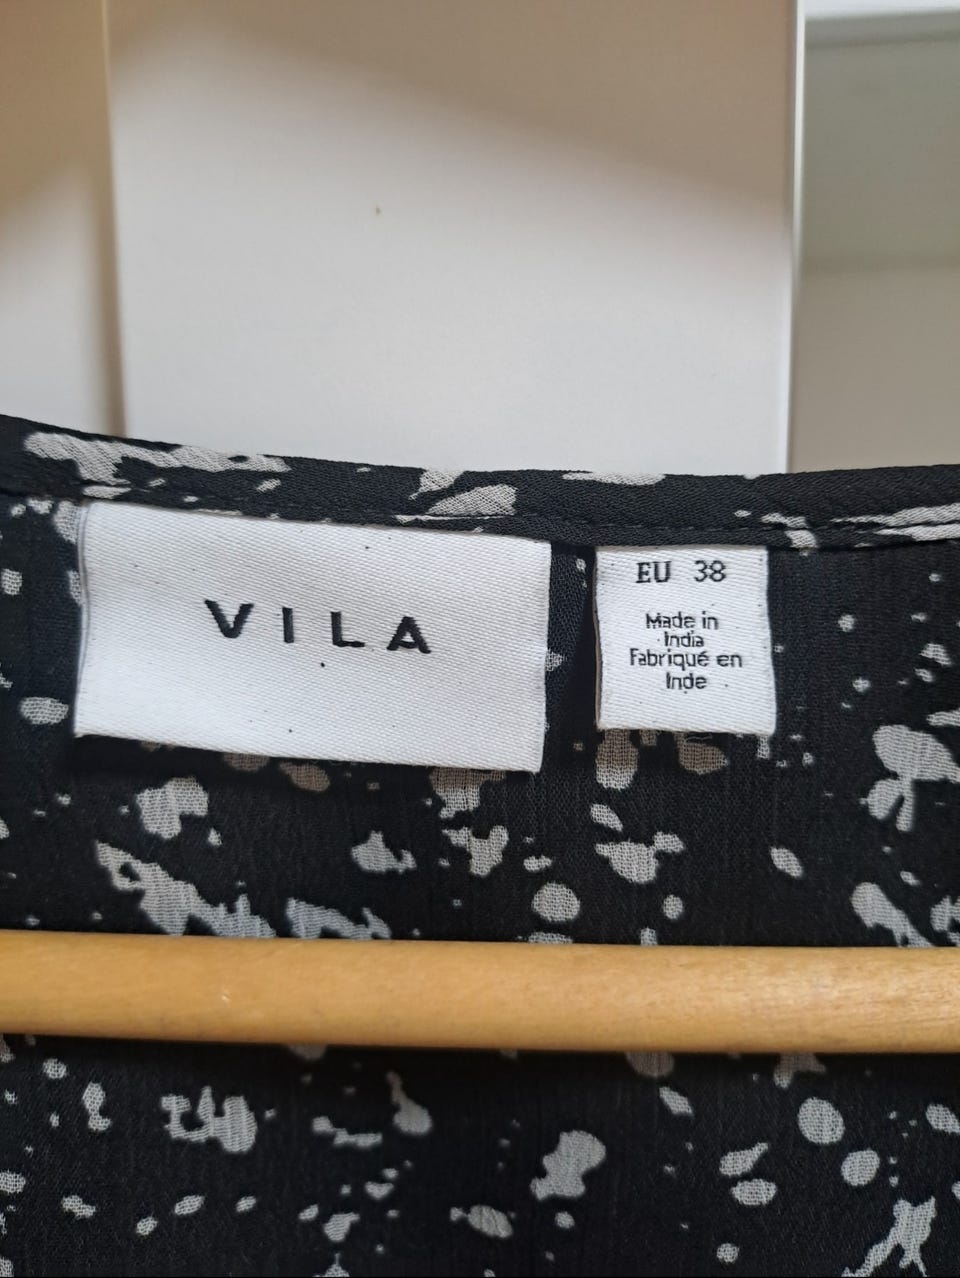 VILA
EU 38
Made in
India
Fabriqué en
Inde